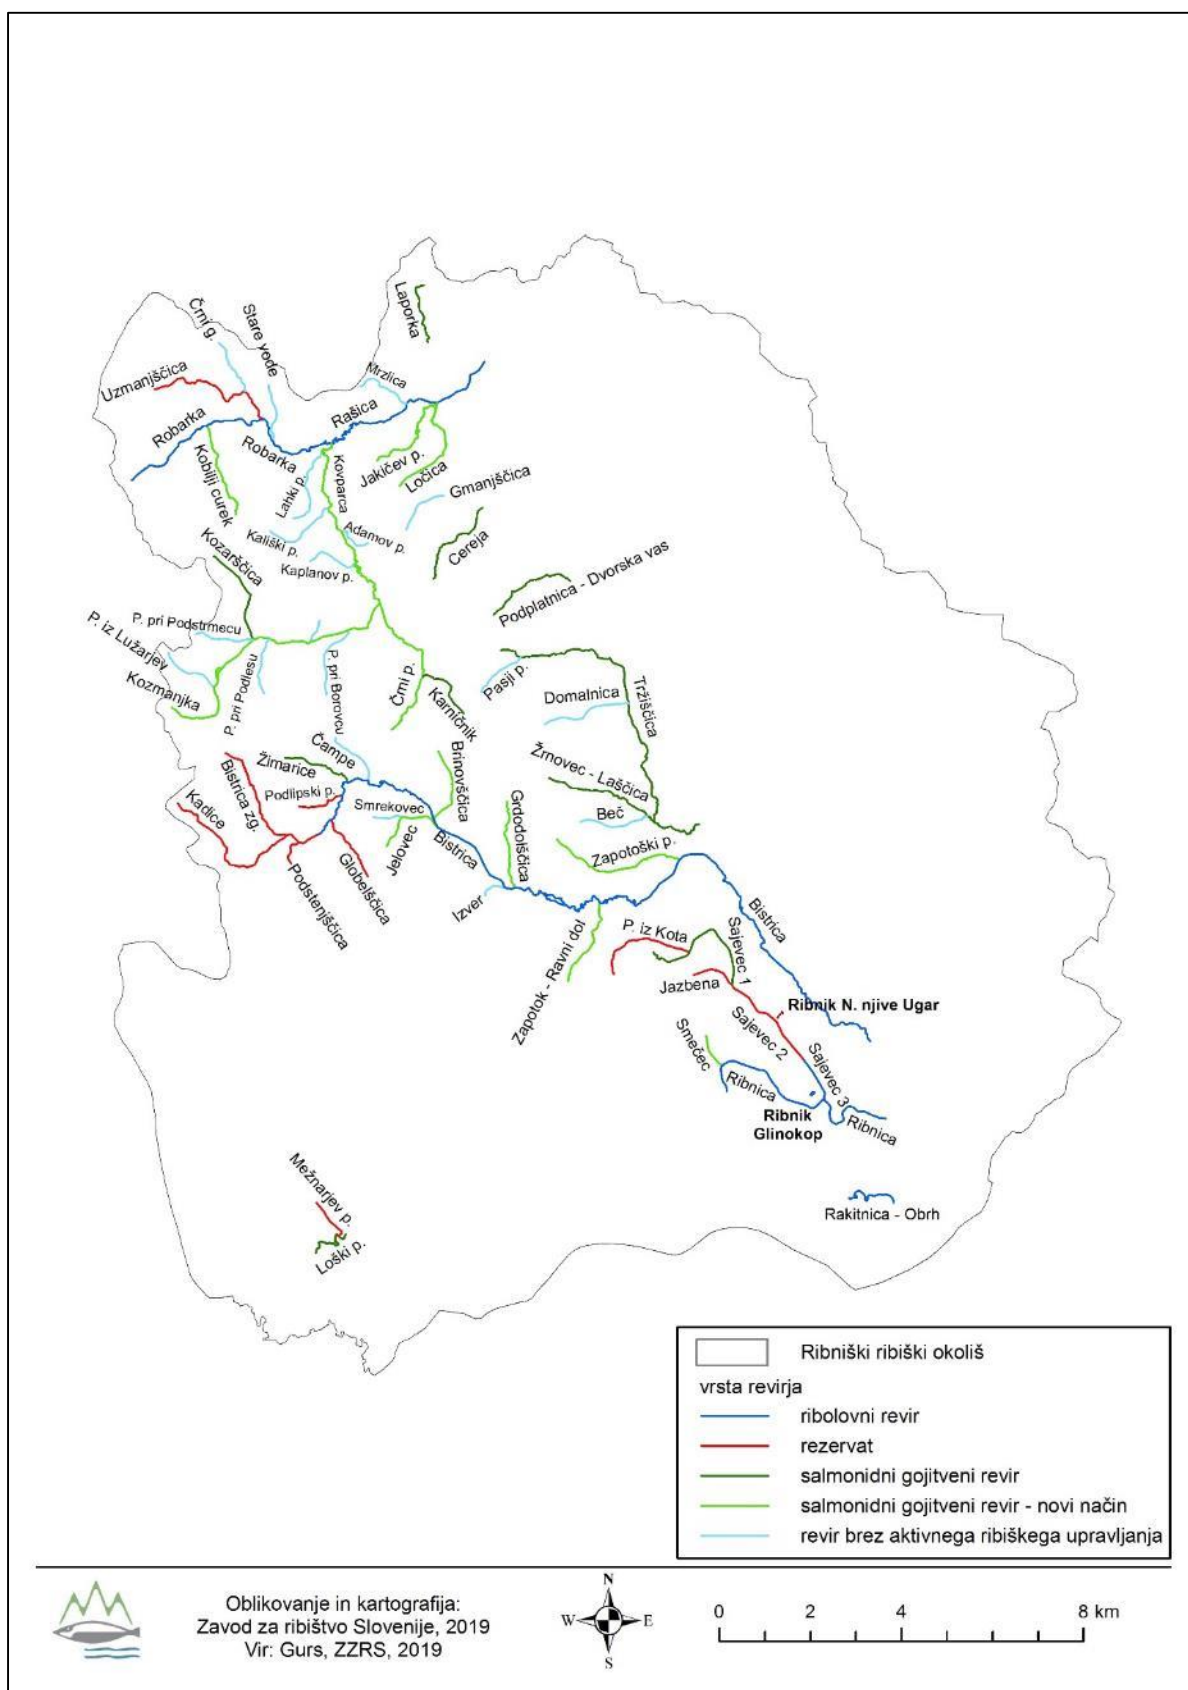 Laporka
Črni g.
Stare vode
Mrzlica
Uzmanjščica
Rašica
Robarka
Robarka
Kobilji curek
Lahki p.
Kovparca
Jakičev p.
Ločica
Gmanjščica
Kališki p.
Adamov p.
Kaplanov p.
Cereja
Kozarščica
Podplatnica - Dvorska vas
P. pri Podstrmecu
P. iz Lužarjev
Kozmanjka
P. pri Podlesu
P. pri Borovcu
Črni p.
Karničnik
Pasji p.
Domalnica
Tržiščica
Čampe
Žimarice
Bistrica zg.
Podlipski p.
Kadice
Smrekovec
Brinovščica
Žrnovec - Laščica
Beč
Grdodolščica
Zapotoški p.
Jelovec
Bistrica
Globelščica
Podstenjščica
Izver
Zapotok - Ravni dol
P. iz Kota
Sajevec 1
Bistrica
Jazbena
Ribnik N. njive Ugar
Smečec
Sajevec 2
Sajevec 3
Ribnica
Ribnik
Glinokop
Ribnica
Mežnarjev p.
Loški p.
Rakitnica - Obrh
Ribniški ribiški okoliš
vrsta revirja
ribolovni revir
rezervat
salmonidni gojitveni revir
salmonidni gojitveni revir - novi način
revir brez aktivnega ribiškega upravljanja
Oblikovanje in kartografija:
Zavod za ribištvo Slovenije, 2019
Vir: Gurs, ZZRS, 2019
N
W E
S
0 2 4 8 km